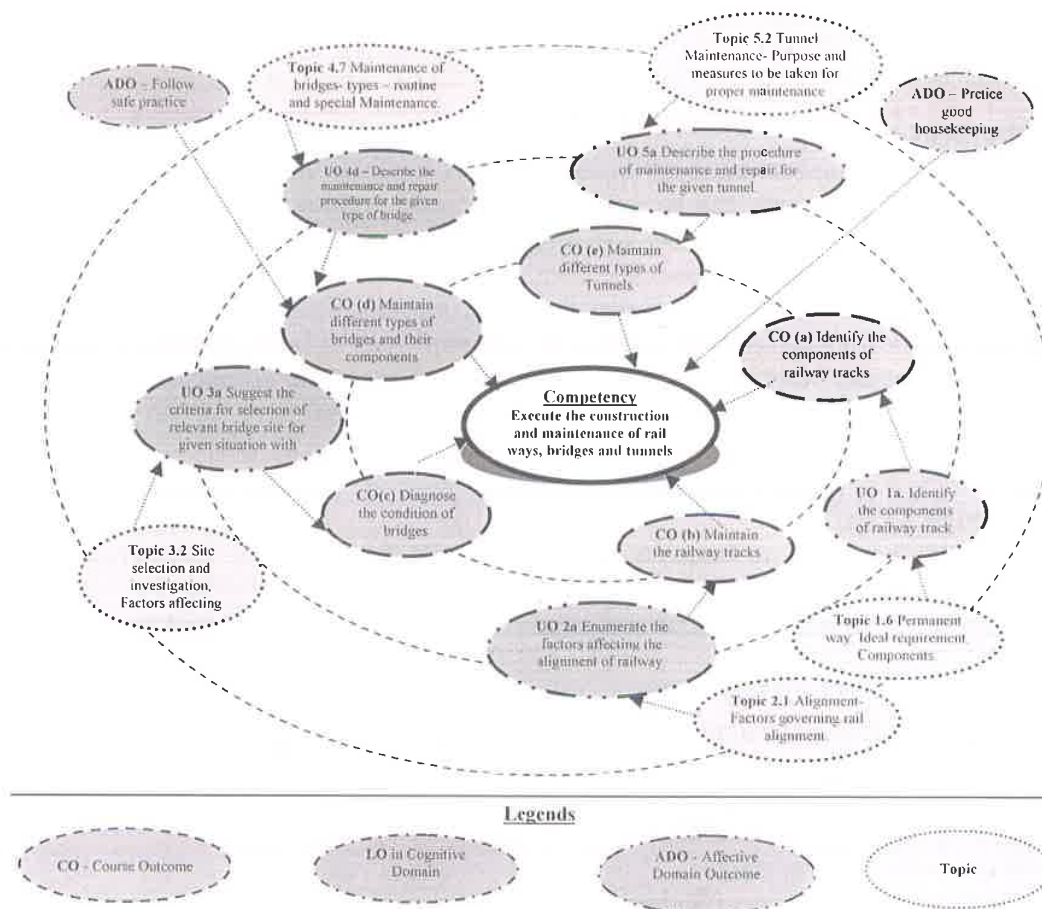 Topic 5.2 Tunnel
Maintenance- Purpose and
measures to be taken for
proper maintenance
Topic 4.7 Maintenance of
bridges- types – routine
and special Maintenance.
ADO – Follow
safe practice
ADO – Pretice
good
housekeeping
UO 4d – Describe the
maintenance and repair
procedure for the given
type of bridge.
UO 5a Describe the procedure
of maintenance and repair for
the given tunnel.
CO (e) Maintain
different types of
Tunnels
CO (d) Maintain
different types of
bridges and their
components
CO (a) Identify the
components of
railway tracks
UO 3a Suggest the
criteria for selection of
relevant bridge site for
given situation with
Competency
Execute the construction
and maintenance of rail
ways, bridges and tunnels
CO(c) Diagnose
the condition of
bridges
UO 1a. Identify
the components
of railway track.
CO (b) Maintain
the railway tracks
Topic 3.2 Site
selection and
investigation,
Factors affecting
UO 2a Enumerate the
factors affecting the
alignment of railway
Topic 1.6 Permanent
way Ideal requirement,
Components.
Topic 2.1 Alignment-
Factors governing rail
alignment.
Legends
CO - Course Outcome
LO in Cognitive
Domain
ADO - Affective
Domain Outcome
Topic